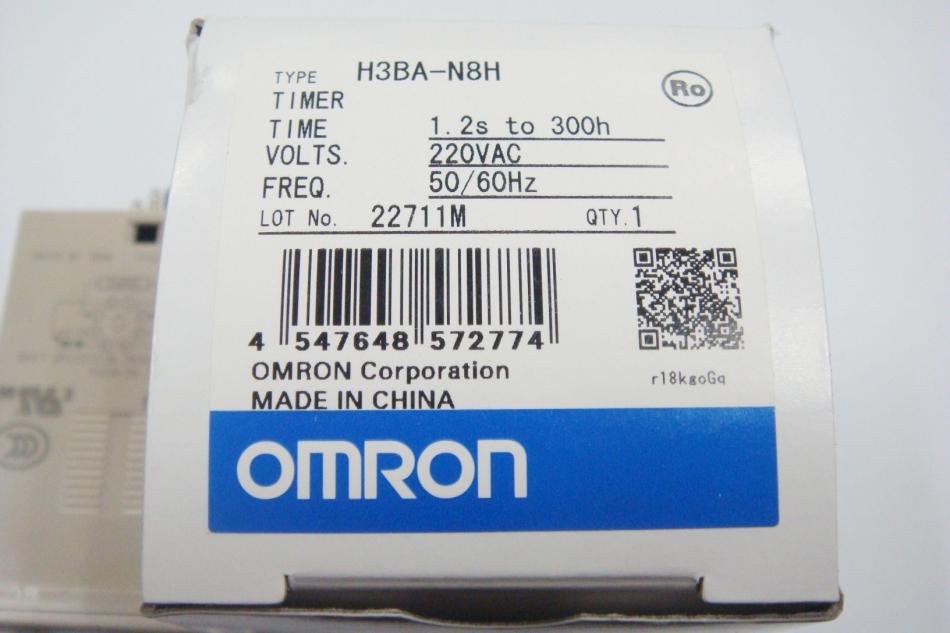 TYPE H3BA-N8H
Ro
TIMER
TIME 1.2s to 300h
VOLTS. 220VAC
FREQ. 50/60Hz
LOT No. 22711M QTY.1
4 547648 572774
r18kgoGq
OMRON Corporation
MADE IN CHINA
OMRON